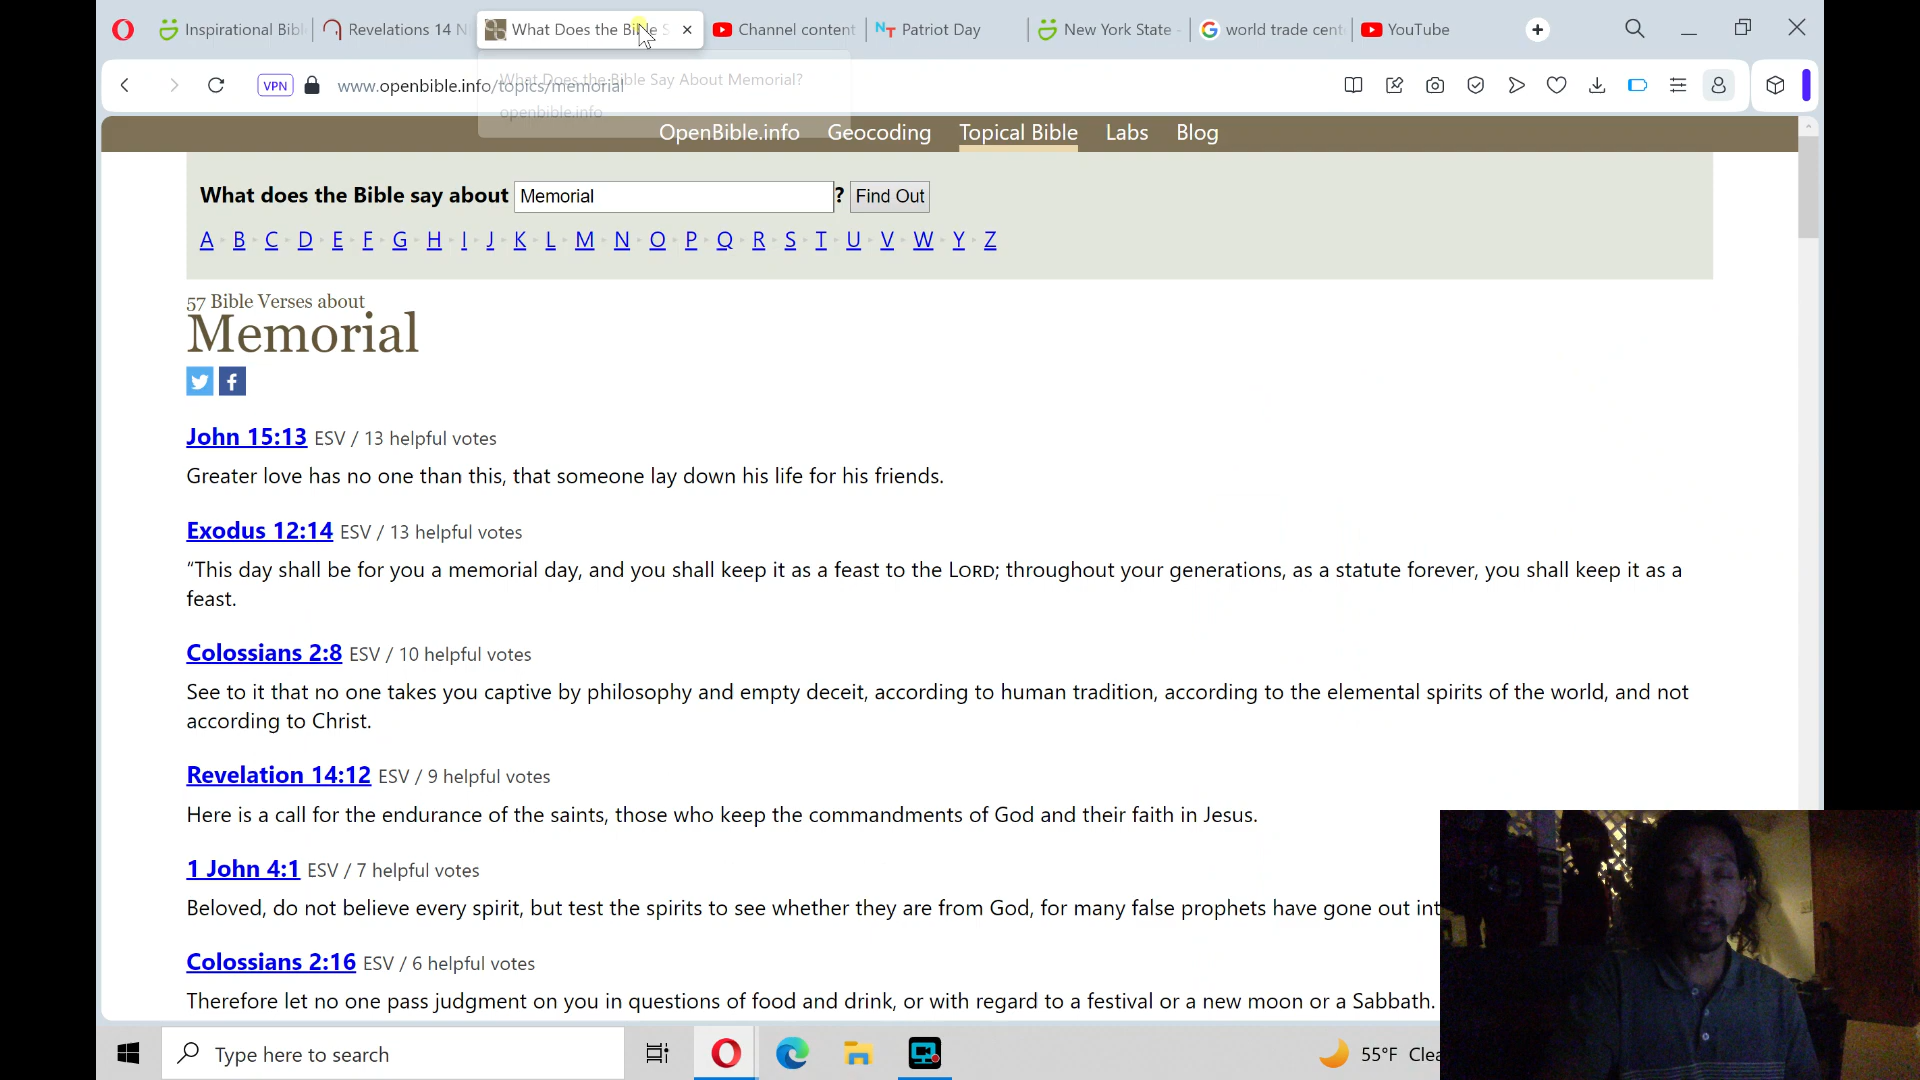 Inspirational Bib
Revelations 14 N
What Does the Bible S
Channel content
Patriot Day
New York State -
world trade cent
YouTube
VPN
www.openbible.info/topics/memorial
What Does the Bible Say About Memorial?
openbible.info
OpenBible.info Geocoding Topical Bible Labs Blog
What does the Bible say about Memorial ? Find Out
A B C D E F G H I J K L M N O P Q R S T U V W Y Z
57 Bible Verses about
Memorial
John 15:13 ESV / 13 helpful votes
Greater love has no one than this, that someone lay down his life for his friends.
Exodus 12:14 ESV / 13 helpful votes
“This day shall be for you a memorial day, and you shall keep it as a feast to the LORD; throughout your generations, as a statute forever, you shall keep it as a
feast.
Colossians 2:8 ESV / 10 helpful votes
See to it that no one takes you captive by philosophy and empty deceit, according to human tradition, according to the elemental spirits of the world, and not
according to Christ.
Revelation 14:12 ESV / 9 helpful votes
Here is a call for the endurance of the saints, those who keep the commandments of God and their faith in Jesus.
1 John 4:1 ESV / 7 helpful votes
Beloved, do not believe every spirit, but test the spirits to see whether they are from God, for many false prophets have gone out int
Colossians 2:16 ESV / 6 helpful votes
Therefore let no one pass judgment on you in questions of food and drink, or with regard to a festival or a new moon or a Sabbath.
Type here to search
55°F Clea